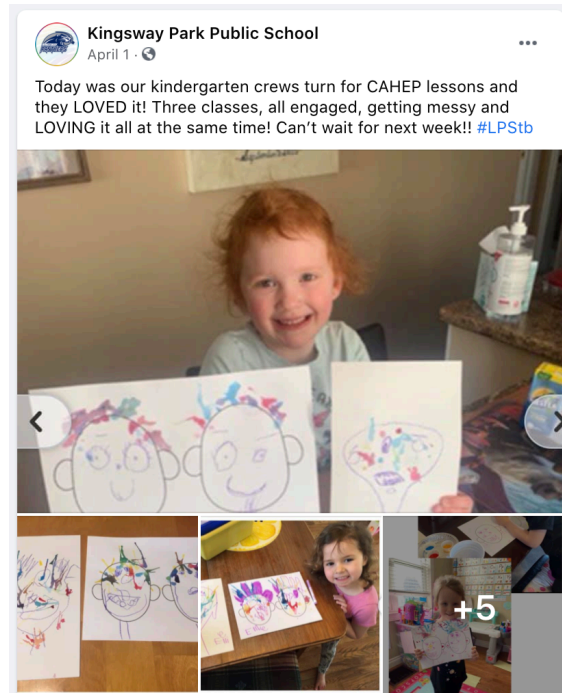 Kingsway Park Public School
April 1 ·
Today was our kindergarten crews turn for CAHEP lessons and
they LOVED it! Three classes, all engaged, getting messy and
LOVING it all at the same time! Can't wait for next week!! #LPStb
+5